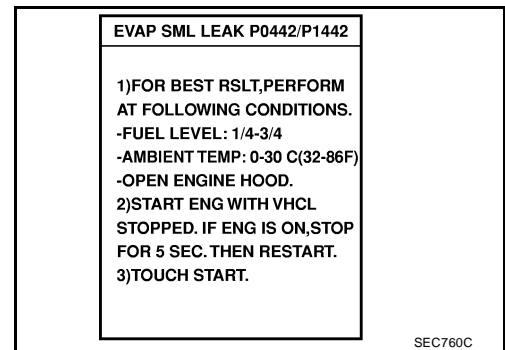 EVAP SML LEAK P0442/P1442
1)FOR BEST RSLT,PERFORM
AT FOLLOWING CONDITIONS.
-FUEL LEVEL: 1/4-3/4
-AMBIENT TEMP: 0-30 C(32-86F)
-OPEN ENGINE HOOD.
2)START ENG WITH VHCL
STOPPED. IF ENG IS ON,STOP
FOR 5 SEC. THEN RESTART.
3)TOUCH START.
SEC760C